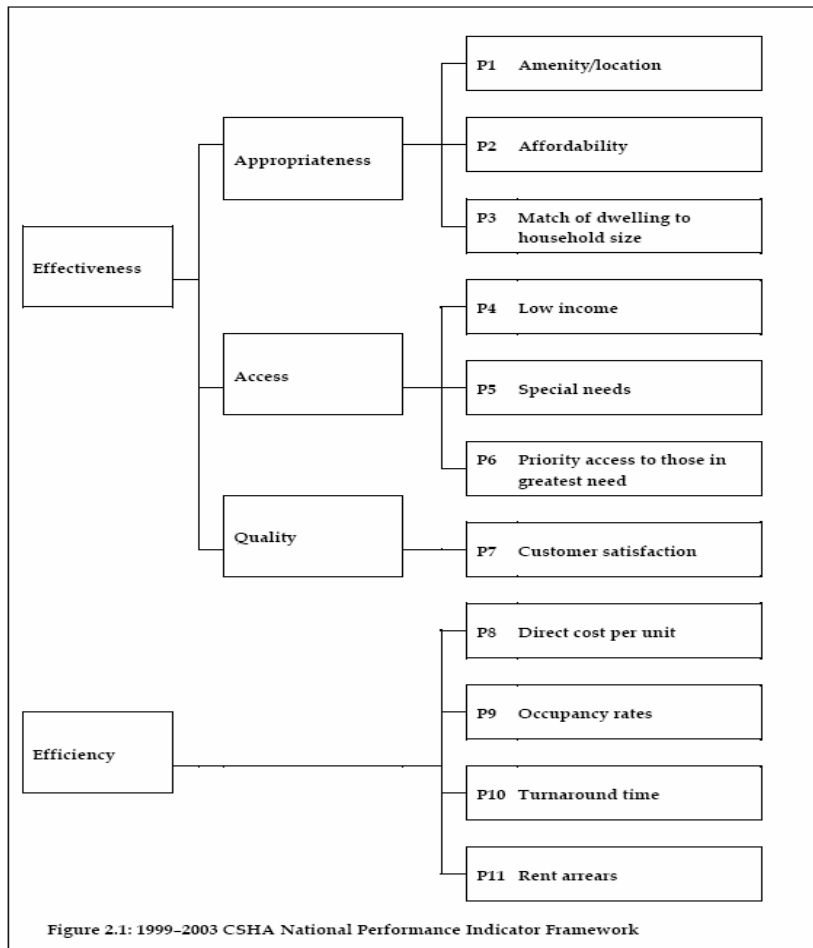 P1 Amenity/location
Appropriateness
P2 Affordability
P3 Match of dwelling to
household size
Effectiveness
P4 Low income
Access
P5 Special needs
P6 Priority access to those in
greatest need
Quality
P7 Customer satisfaction
P8 Direct cost per unit
P9 Occupancy rates
Efficiency
P10 Turnaround time
P11 Rent arrears
Figure 2.1: 1999–2003 CSHA National Performance Indicator Framework